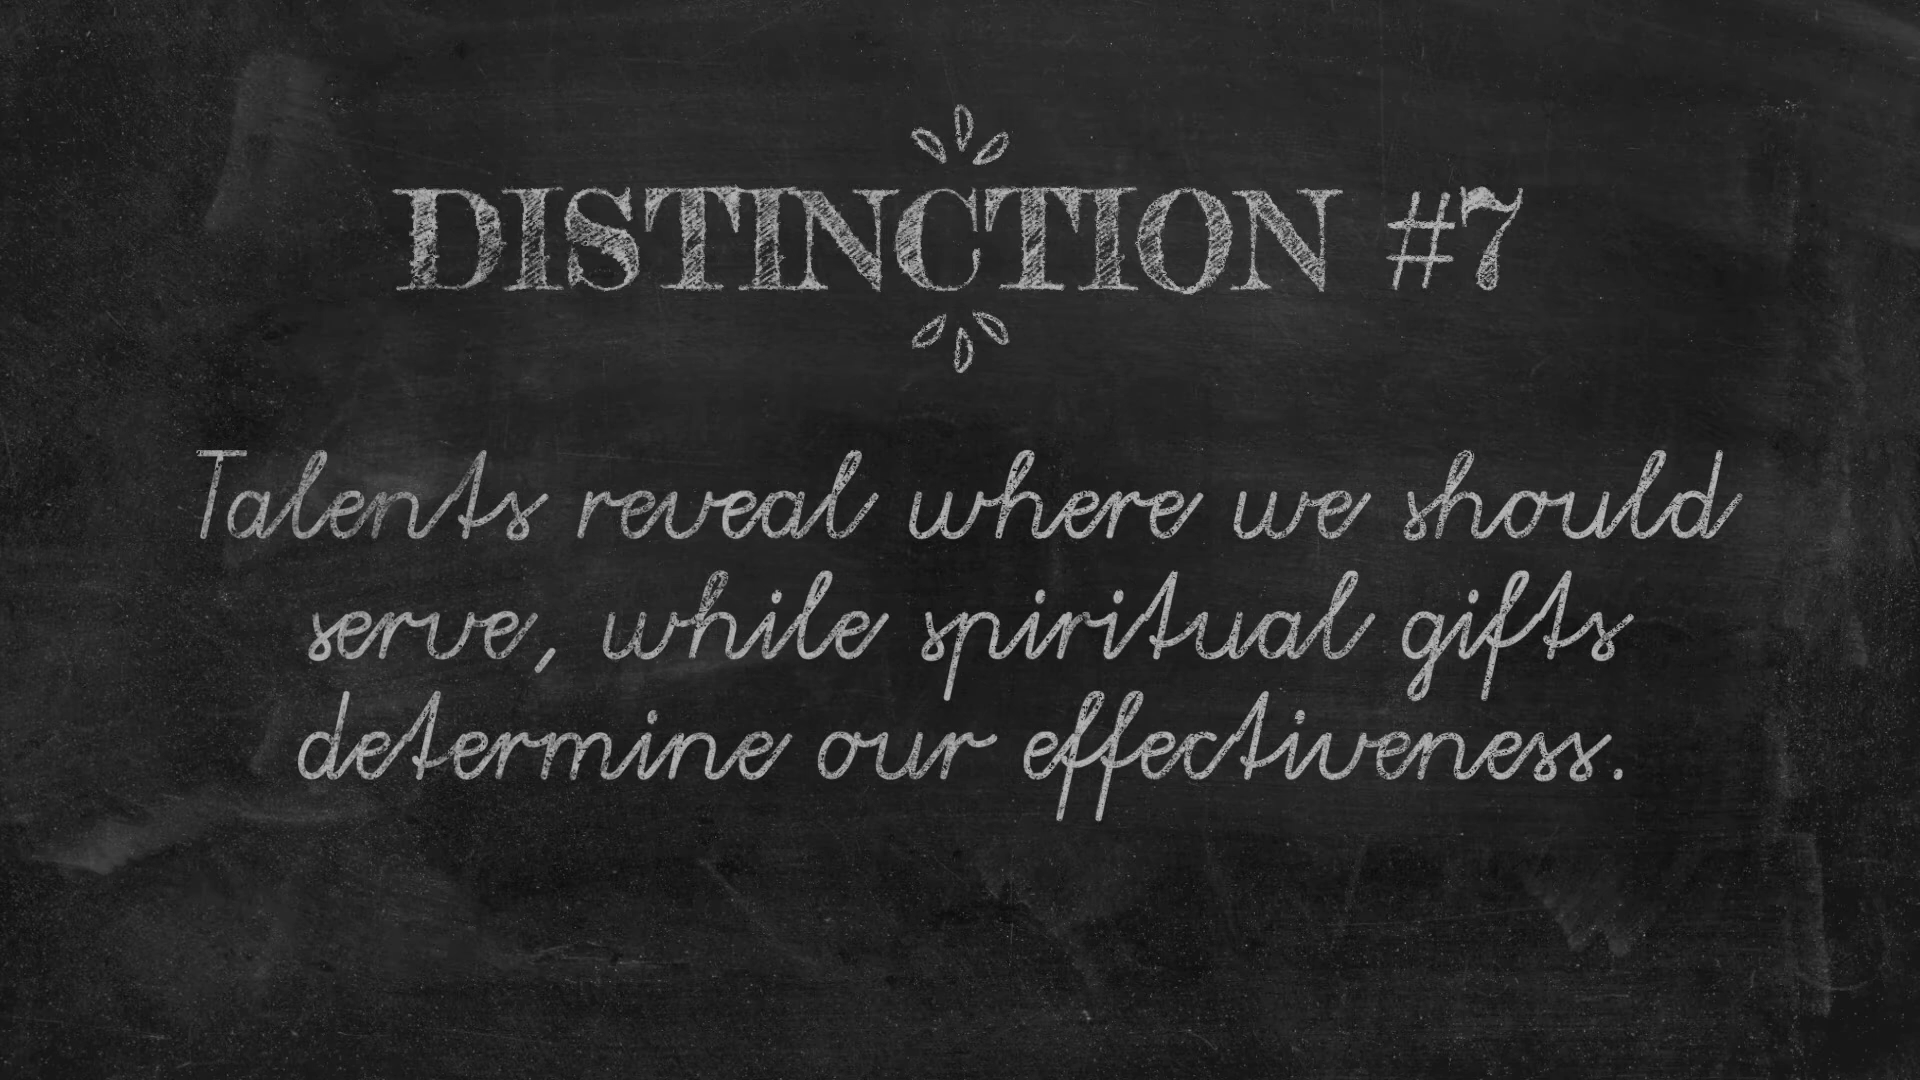 DISTINCTION #7
Talents reveal where we should
serve, while spiritual gifts
determine our effectiveness.